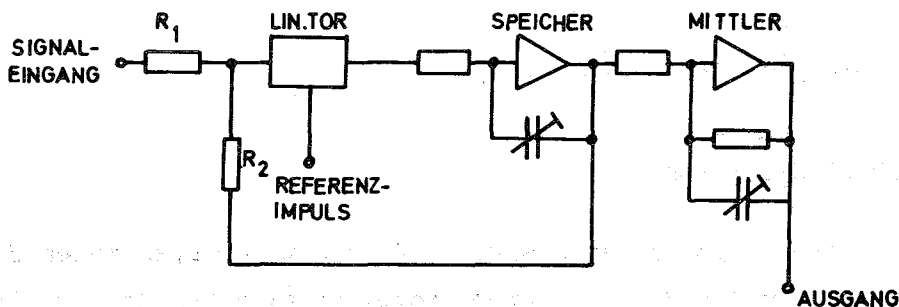 R1
LIN.TOR
SPEICHER
MITTLER
SIGNAL-
EINGANG
R2
REFERENZ-
IMPULS
AUSGANG